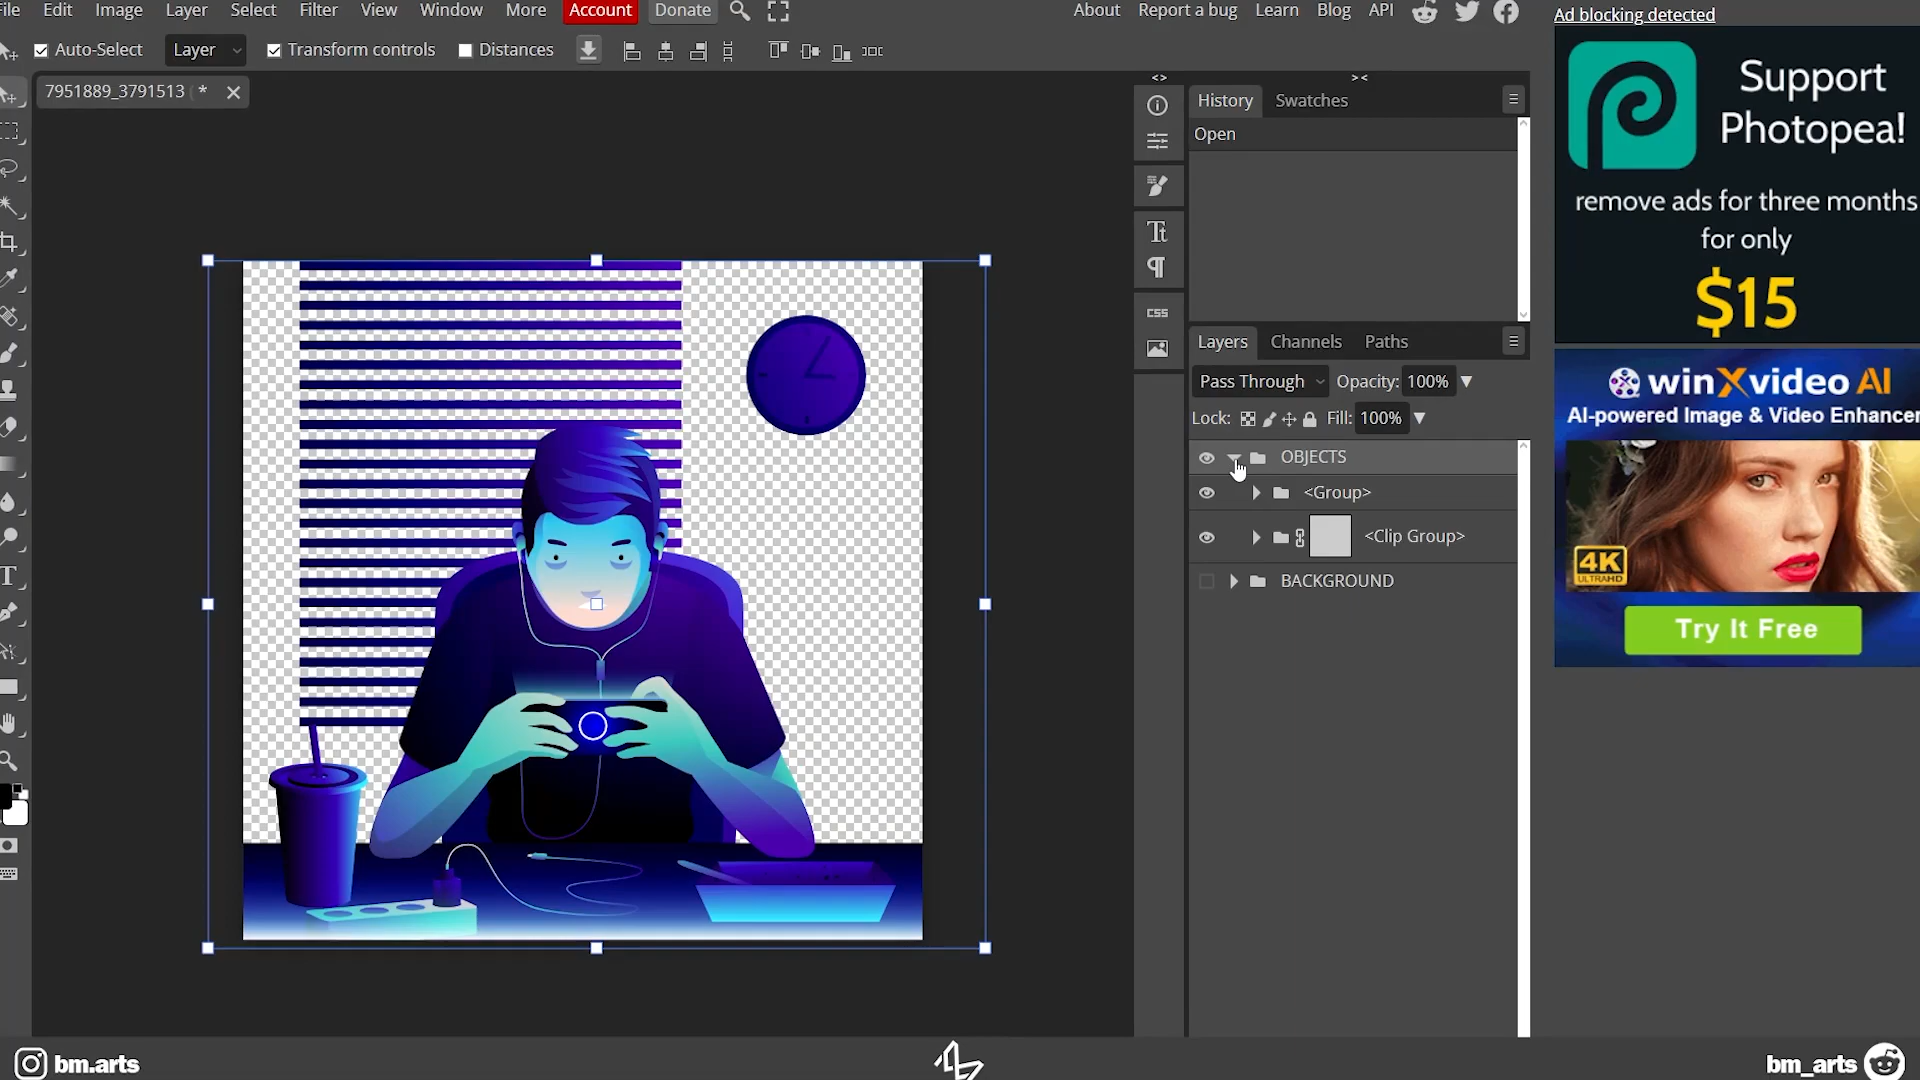 File Edit Image Layer Select Filter View Window More Account Donate About Report a bug Learn Blog API
Ad blocking detected
Auto-Select Layer Transform controls Distances
7951889_3791513 *
History Swatches
Open
Tt
css
Layers Channels Paths
Pass Through Opacity: 100%
Lock: Fill: 100%
OBJECTS
<Group>
<Clip Group>
BACKGROUND
Support
Photopea!
remove ads for three months
for only
$15
winXvideo AI
AI-powered Image & Video Enhancer
4K
ULTRAHD
Try It Free
bm.arts
bm_arts